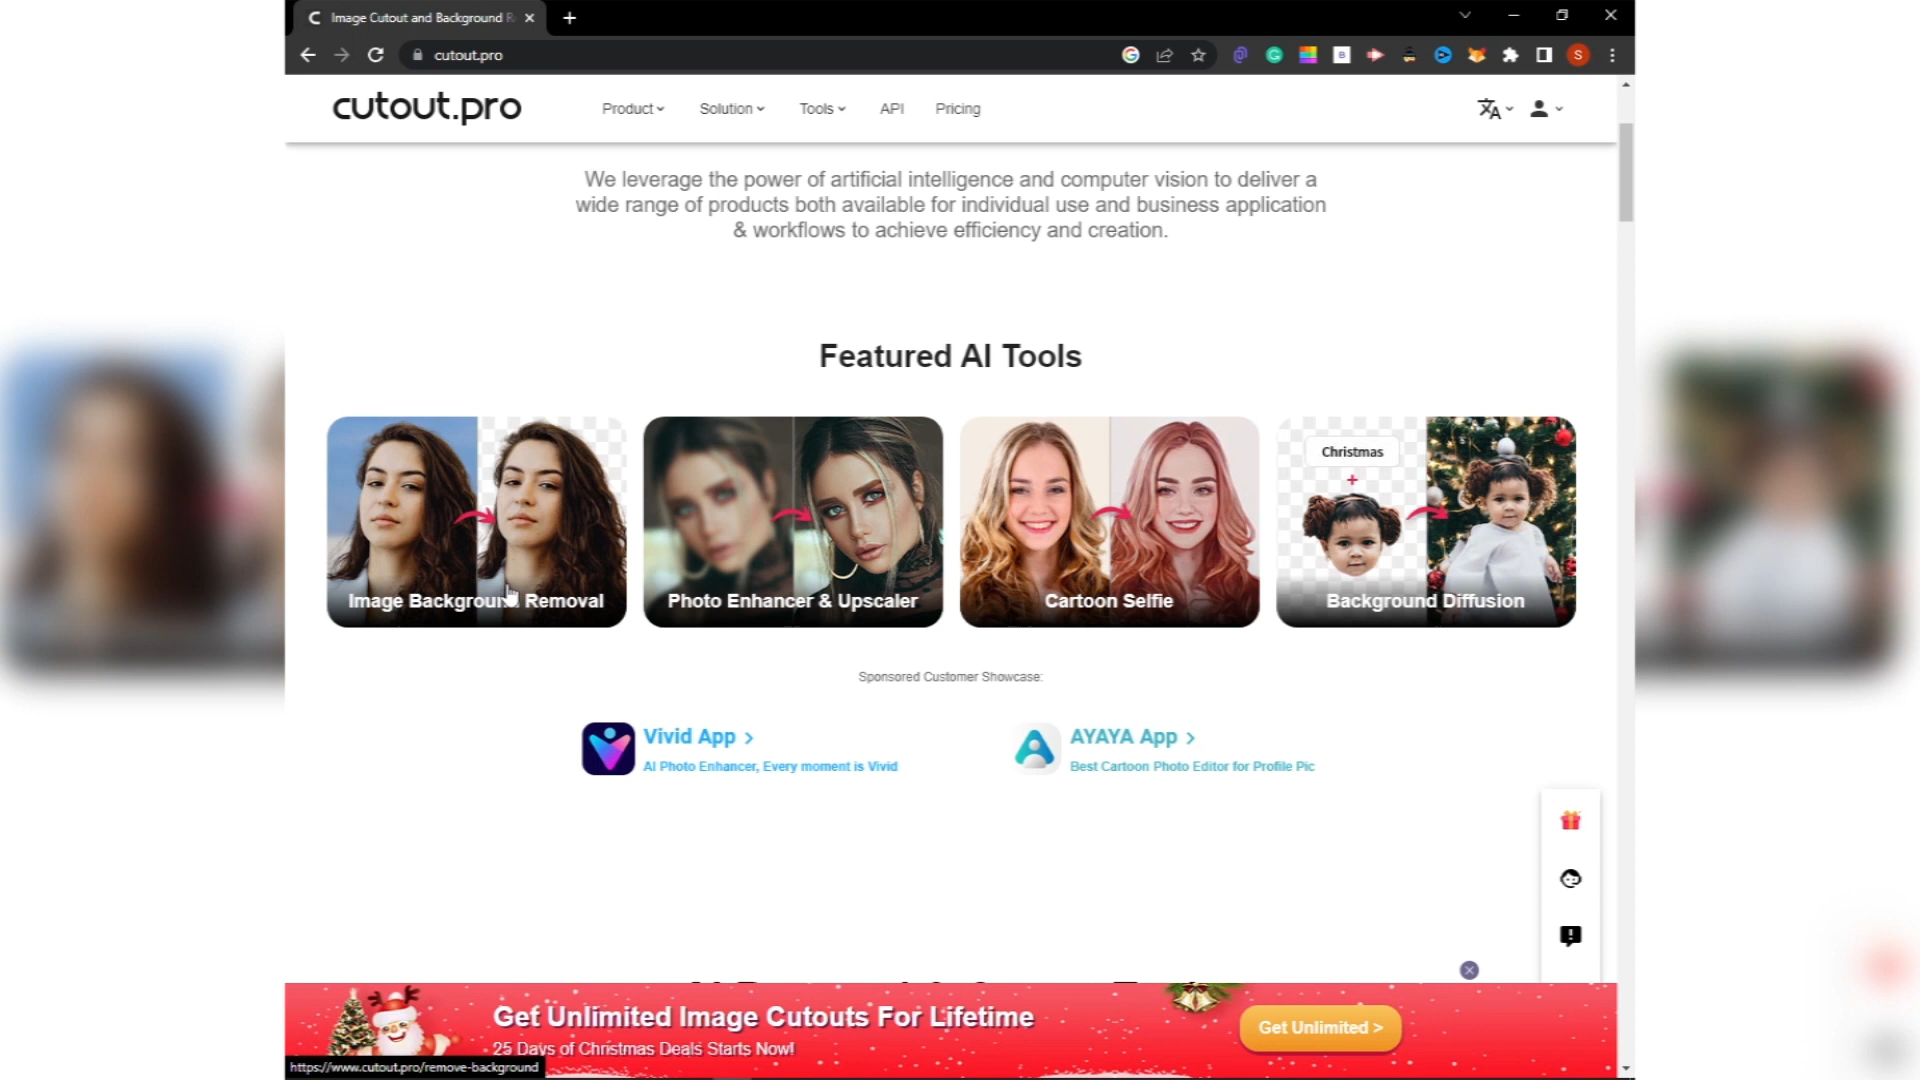 Image Cutout and Background R
cutout.pro
cutout.pro
Product
Solution
Tools
API
Pricing
We leverage the power of artificial intelligence and computer vision to deliver a
wide range of products both available for individual use and business application
& workflows to achieve efficiency and creation.
Featured AI Tools
Image Background Removal
Photo Enhancer & Upscaler
Cartoon Selfie
Christmas
+
Background Diffusion
Sponsored Customer Showcase:
Vivid App >
AI Photo Enhancer, Every moment is Vivid
AYAYA App >
Best Cartoon Photo Editor for Profile Pic
Get Unlimited Image Cutouts For Lifetime
25 Days of Christmas Deals Starts Now!
Get Unlimited >
https://www.cutout.pro/remove-background